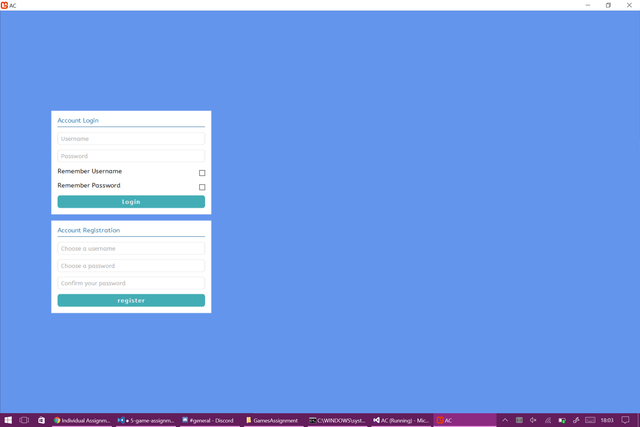 AC
Account Login
Username
Password
Remember Username
Remember Password
Login
Account Registration
Choose a username
Choose a password
Confirm your password
register
Individual Assignm...
5-game-assignm...
#general - Discord
GamesAssignment
C:\WINDOWS\syst...
AC (Running) - Mic...
AC
18:03